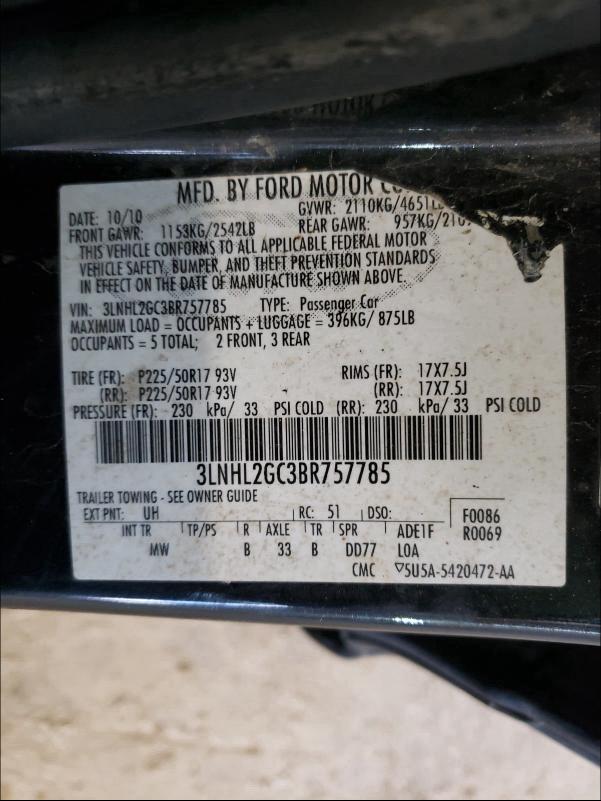 MFD. BY FORD MOTOR
DATE: 10/10 GVWR: 2110KG/4651LB
FRONT GAWR: 1153KG/2542LB REAR GAWR: 957KG/
THIS VEHICLE CONFORMS TO ALL APPLICABLE FEDERAL MOTOR
VEHICLE SAFETY, BUMPER, AND THEFT PREVENTION STANDARDS
IN EFFECT ON THE DATE OF MANUFACTURE SHOWN ABOVE.
VIN: 3LNHL2GC3BR757785 TYPE: Passenger Car
MAXIMUM LOAD = OCCUPANTS + LUGGAGE = 396KG/ 875LB
OCCUPANTS = 5 TOTAL; 2 FRONT, 3 REAR
TIRE (FR): P225/50R17 93V RIMS (FR): 17X7.5J
(RR): P225/50R17 93V (RR): 17X7.5J
PRESSURE (FR): 230 kPa/ 33 PSI COLD (RR): 230 kPa/ 33 PSI COLD
3LNHL2GC3BR757785
TRAILER TOWING - SEE OWNER GUIDE
EXT PNT: UH RC: 51 DSO: F0086
INT TR TP/PS R AXLE TR SPR ADE1F R0069
MW B 33 B DD77 LOA
CMC ▽5U5A-5420472-AA